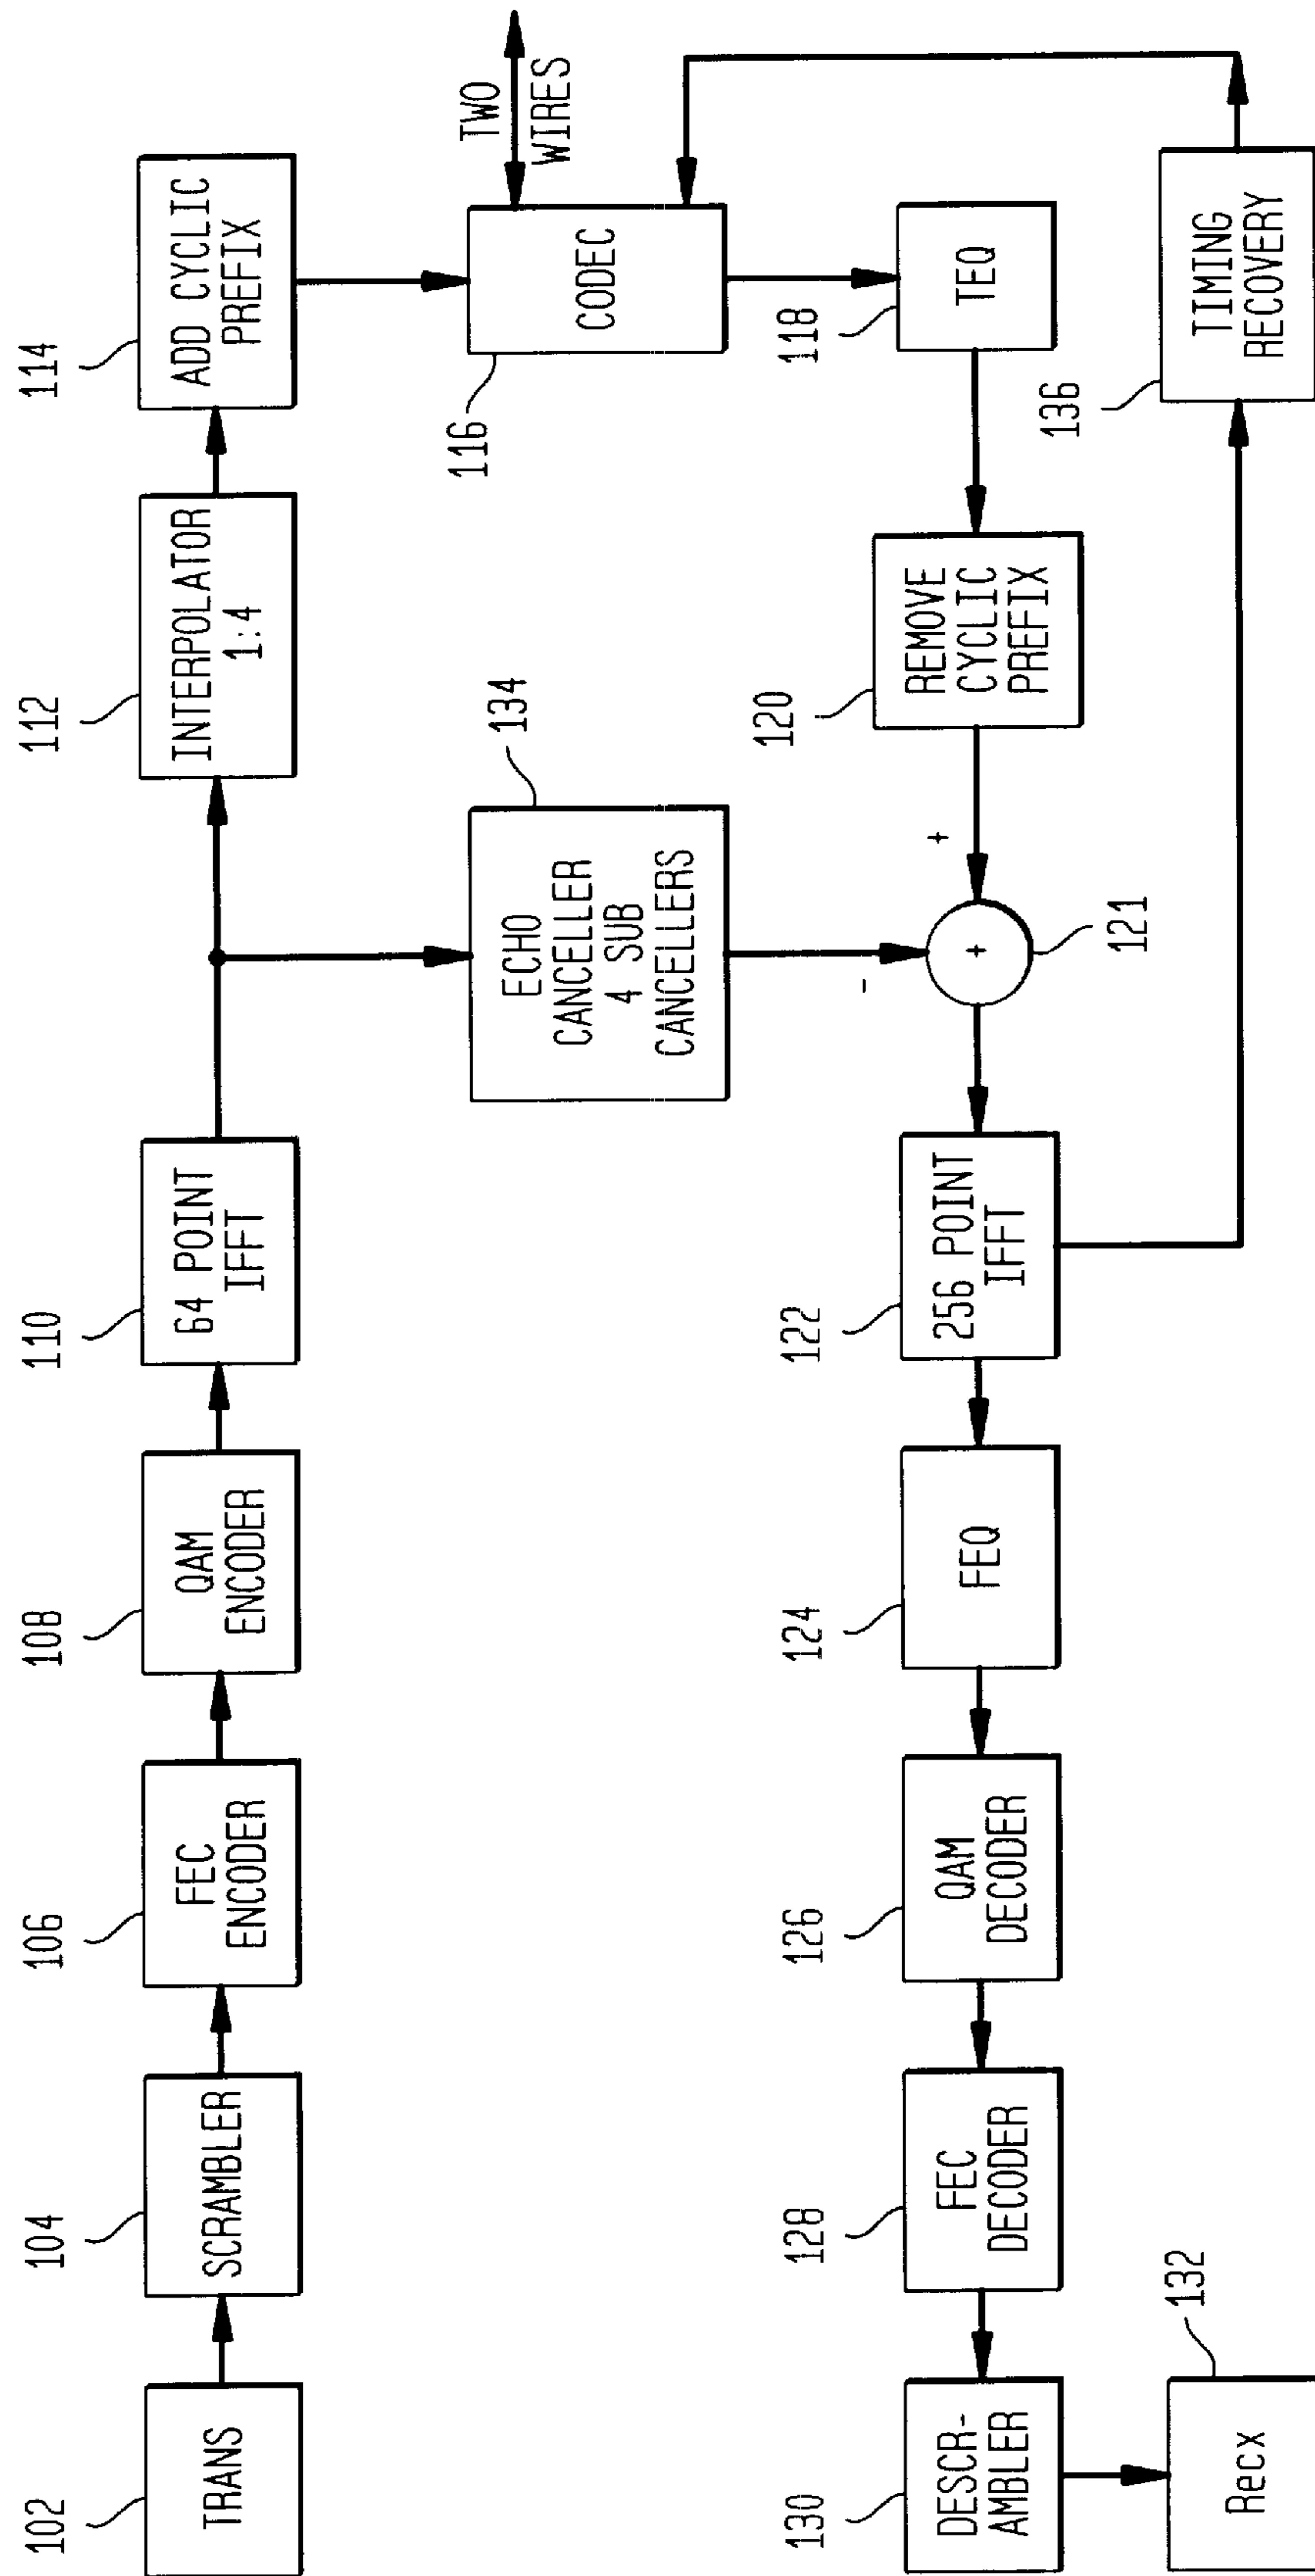 102
TRANS
104
SCRAMBLER
106
FEC
ENCODER
108
QAM
ENCODER
110
64 POINT
IFFT
112
INTERPOLATOR
1:4
114
ADD CYCLIC
PREFIX
134
ECHO
CANCELLER
4 SUB
CANCELLERS
116
CODEC
TWO
WIRES
118
TEQ
120
REMOVE
CYCLIC
PREFIX
+
-
+
121
122
256 POINT
IFFT
124
FEQ
126
QAM
DECODER
128
FEC
DECODER
130
DESCR-
AMBLER
132
Recx
136
TIMING
RECOVERY